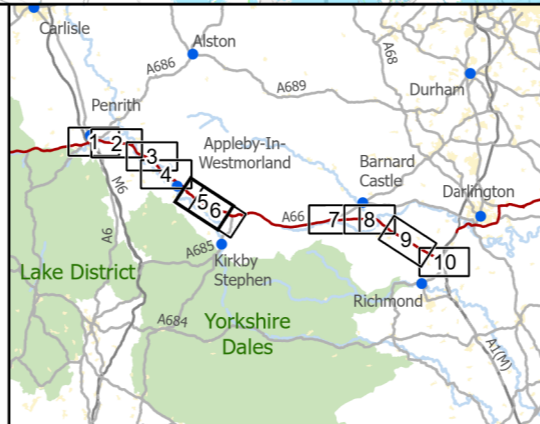 Carlisle
Alston
A686
A689
A68
Durham
Penrith
1
2
3
4
5
6
Appleby-In-
Westmorland
Barnard
Castle
Darlington
M6
A66
7
8
9
10
A6
A685
Kirkby
Stephen
Lake District
Richmond
A684
Yorkshire
Dales
A1(M)